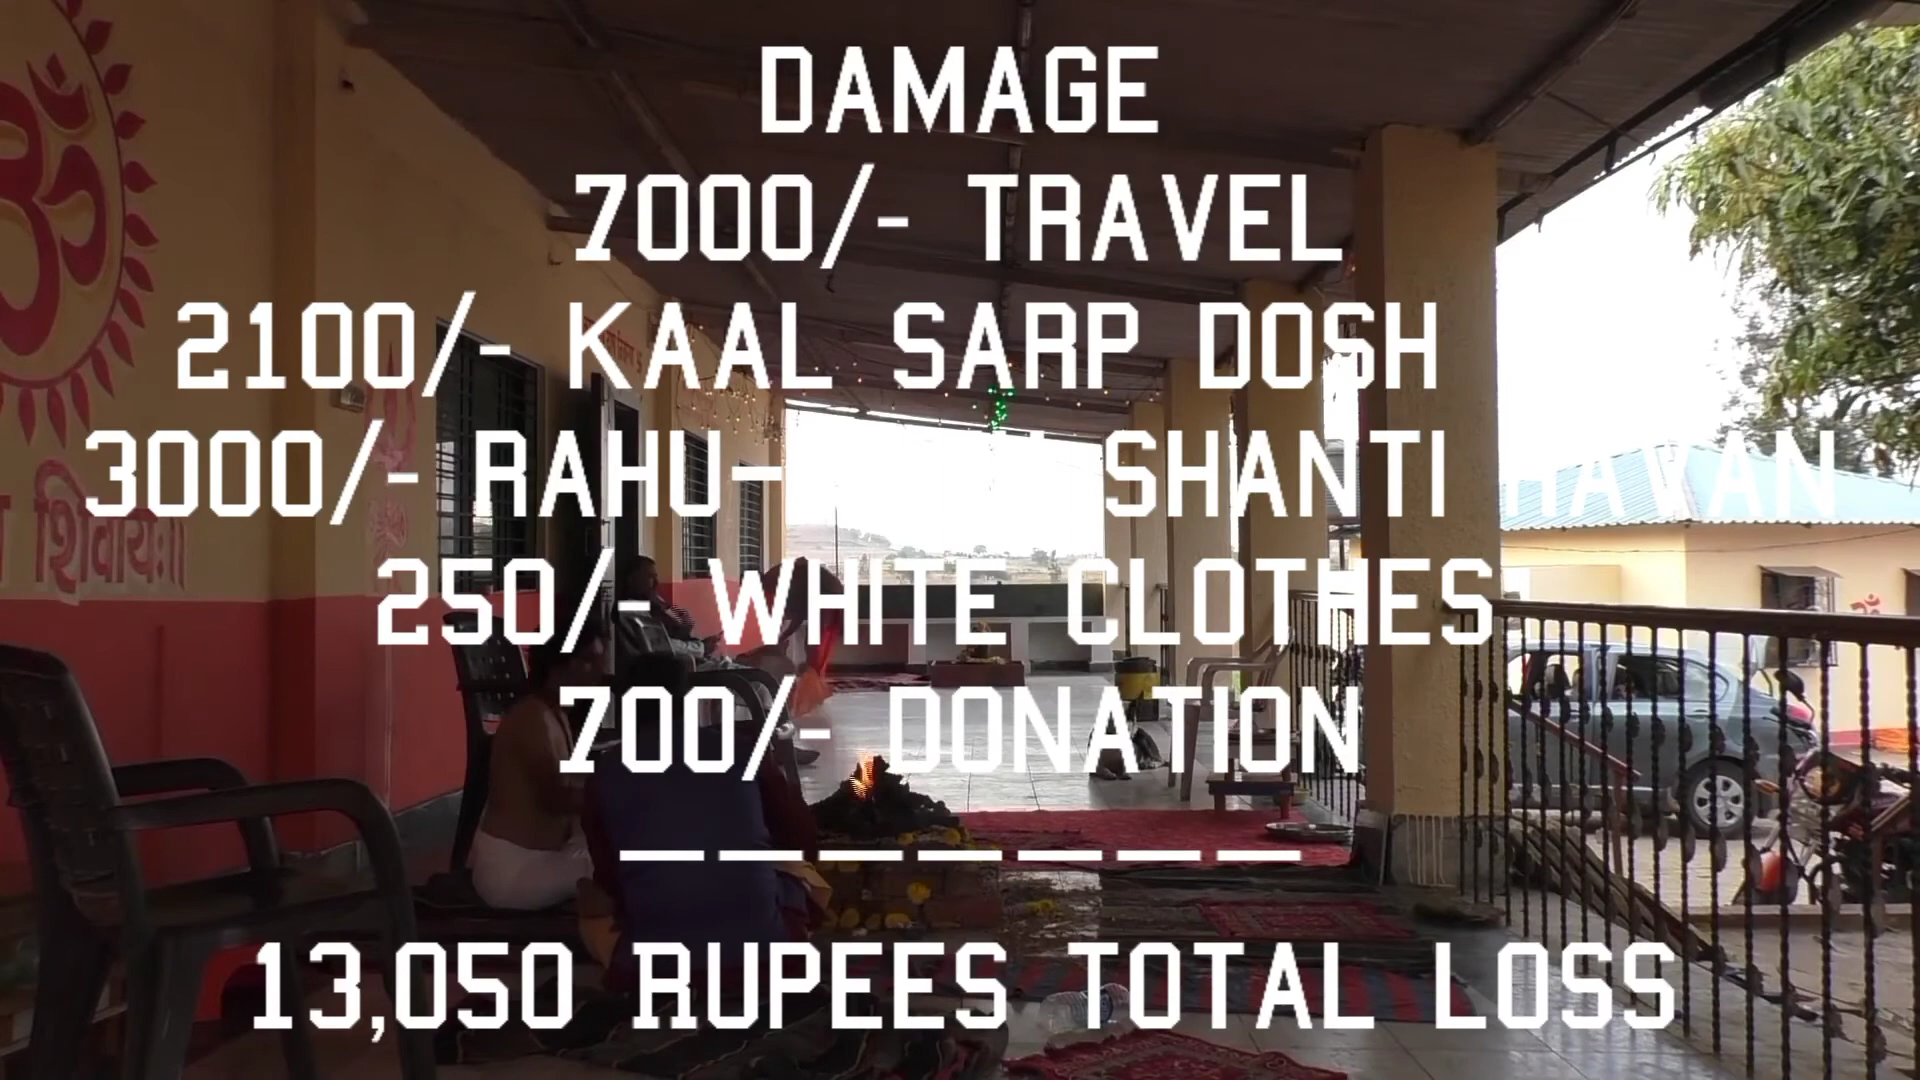 DAMAGE
7000/- TRAVEL
2100/- KAAL SARP DOSH
3000/- RAHU- SHANTI HAVAN
250/- WHITE CLOTHES
700/- DONATION
-------
13,050 RUPEES TOTAL LOSS
शिवायः॥